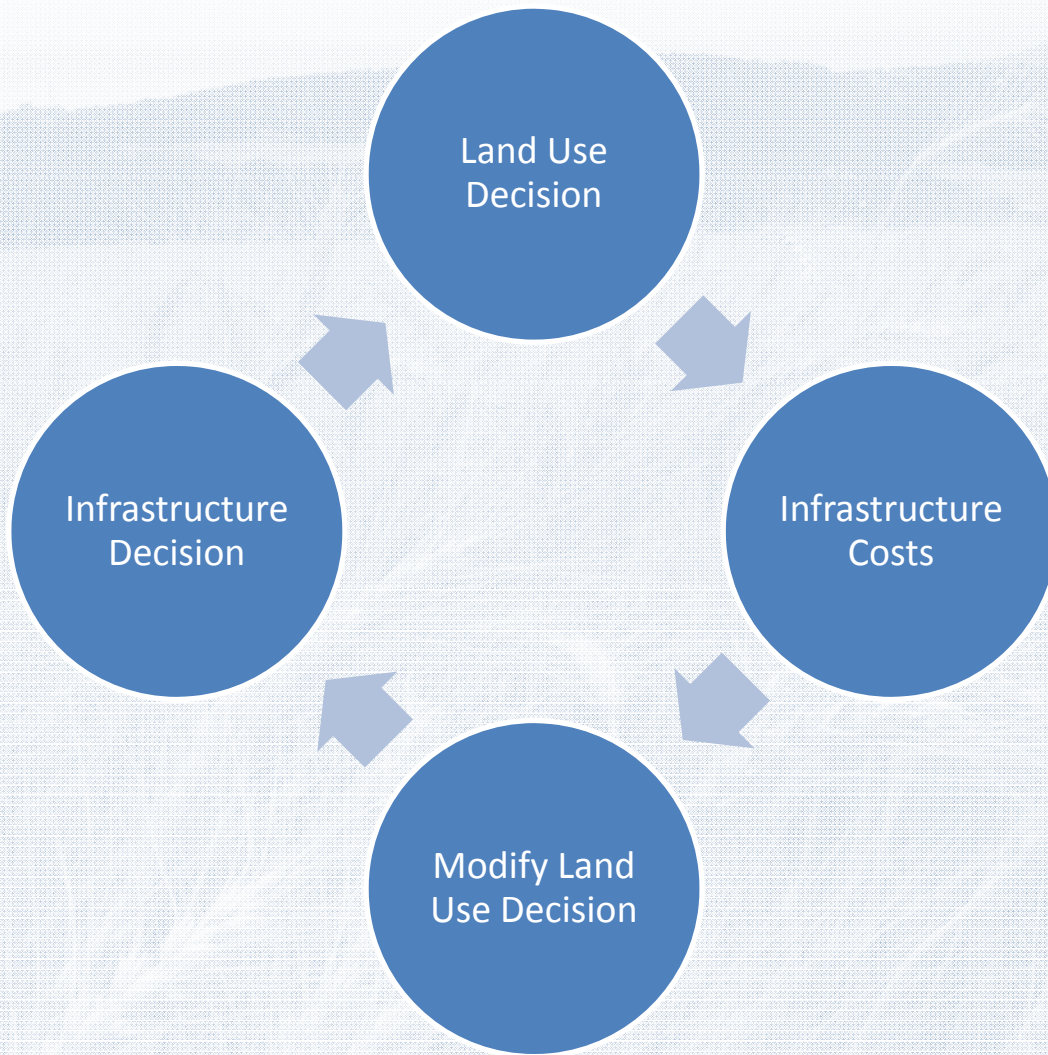 Land Use
Decision
Infrastructure
Decision
Infrastructure
Costs
Modify Land
Use Decision